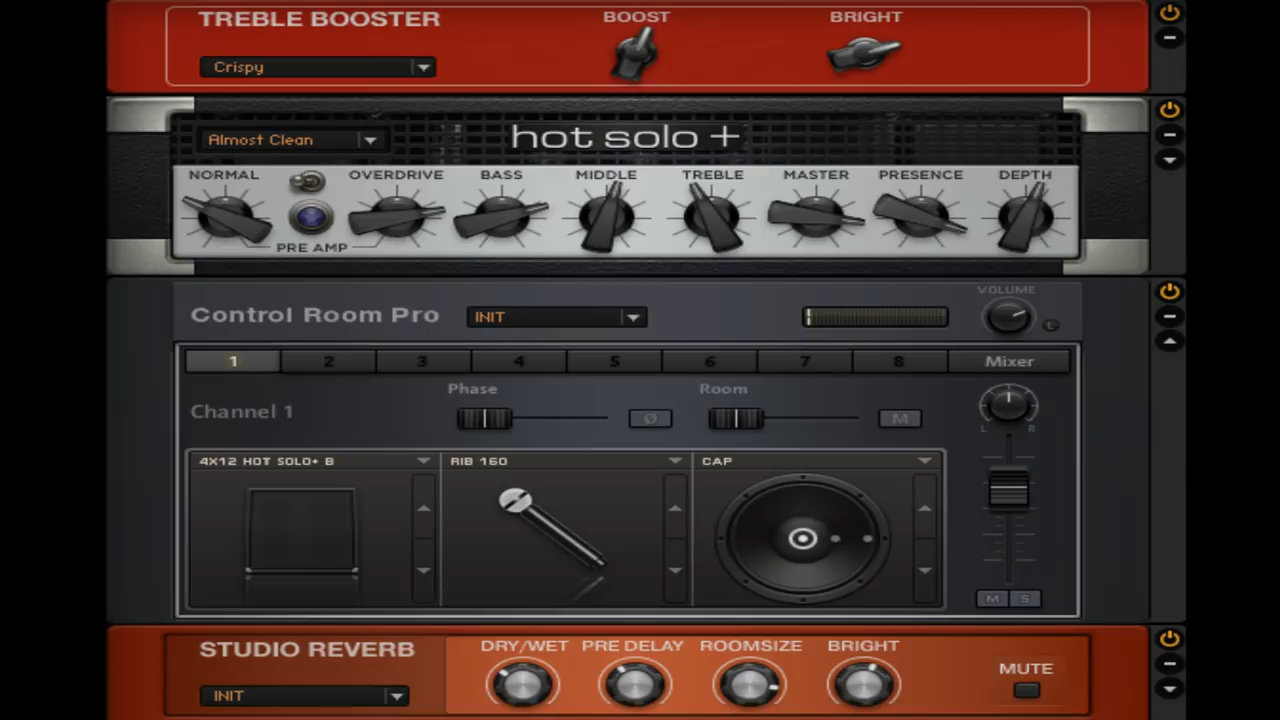 TREBLE BOOSTER
BOOST
BRIGHT
Crispy
Almost Clean
hot solo +
NORMAL
OVERDRIVE
BASS
MIDDLE
TREBLE
MASTER
PRESENCE
DEPTH
PRE AMP
Control Room Pro
INIT
VOLUME
L
1 2 3 4 5 6 7 8 Mixer
Phase
Room
Channel 1
Ø
M
L R
4X12 HOT SOLO+ B
RIB 160
CAP
M S
STUDIO REVERB
DRY/WET
PRE DELAY
ROOMSIZE
BRIGHT
MUTE
INIT